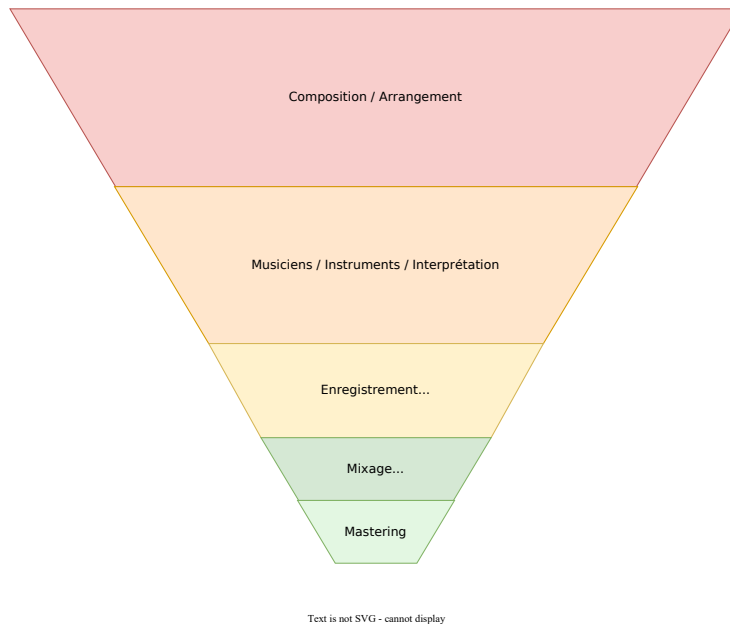 Composition / Arrangement
Musiciens / Instruments / Interprétation
Enregistrement...
Mixage...
Mastering
Text is not SVG - cannot display